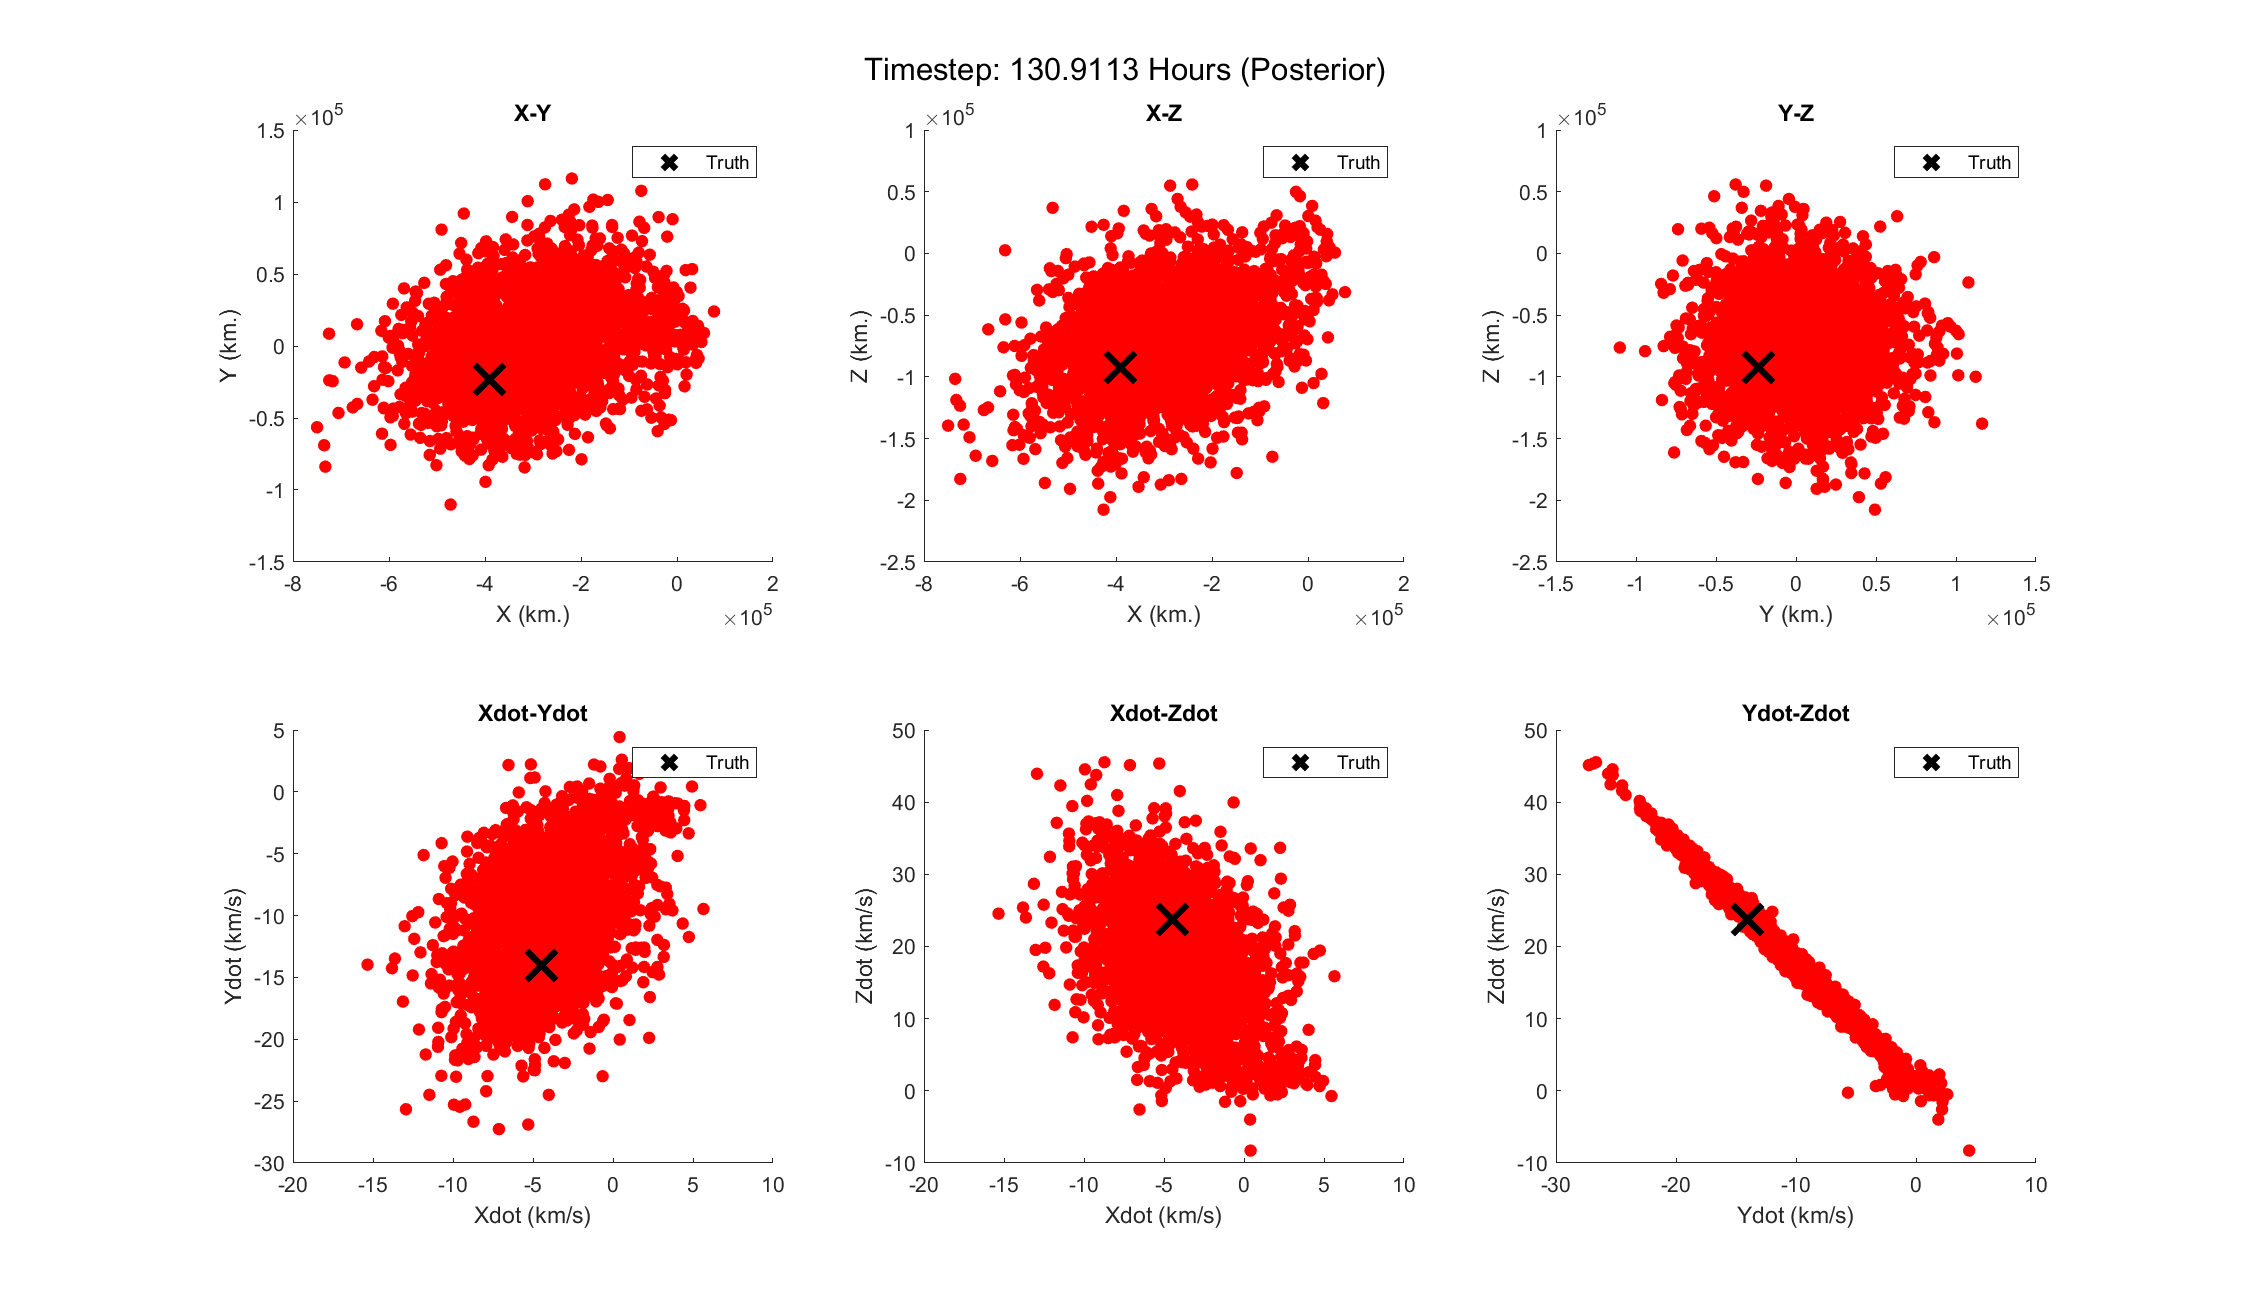 Timestep: 130.9113 Hours (Posterior)
X-Y
×10^5
1.5
1
0.5
0
-0.5
-1
-1.5
Y (km.)
Truth
-8 -6 -4 -2 0 2
X (km.)
×10^5
X-Z
×10^5
1
0.5
0
-0.5
-1
-1.5
-2
-2.5
Z (km.)
Truth
-8 -6 -4 -2 0 2
X (km.)
×10^5
Y-Z
×10^5
1
0.5
0
-0.5
-1
-1.5
-2
-2.5
Z (km.)
Truth
-1.5 -1 -0.5 0 0.5 1 1.5
Y (km.)
×10^5
Xdot-Ydot
5
0
-5
-10
-15
-20
-25
-30
Ydot (km/s)
Truth
-20 -15 -10 -5 0 5 10
Xdot (km/s)
Xdot-Zdot
50
40
30
20
10
0
-10
Zdot (km/s)
Truth
-20 -15 -10 -5 0 5 10
Xdot (km/s)
Ydot-Zdot
50
40
30
20
10
0
-10
Zdot (km/s)
Truth
-30 -20 -10 0 10
Ydot (km/s)